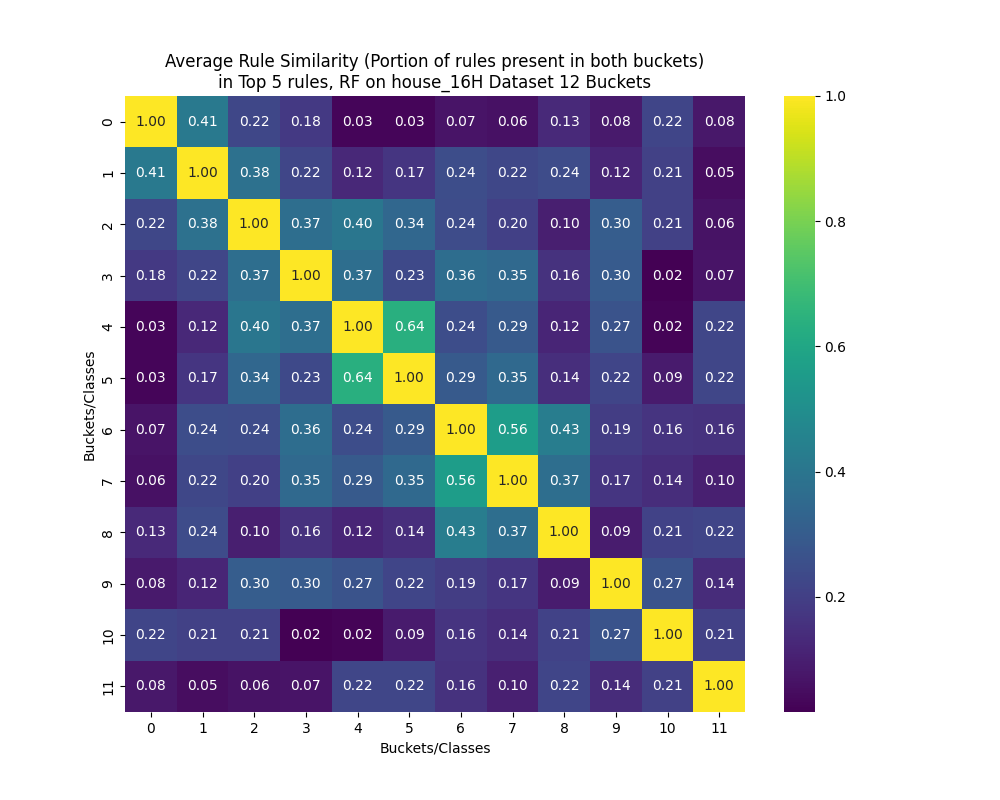 Average Rule Similarity (Portion of rules present in both buckets)
in Top 5 rules, RF on house_16H Dataset 12 Buckets
0 1.00 0.41 0.22 0.18 0.03 0.03 0.07 0.06 0.13 0.08 0.22 0.08
1 0.41 1.00 0.38 0.22 0.12 0.17 0.24 0.22 0.24 0.12 0.21 0.05
2 0.22 0.38 1.00 0.37 0.40 0.34 0.24 0.20 0.10 0.30 0.21 0.06
3 0.18 0.22 0.37 1.00 0.37 0.23 0.36 0.35 0.16 0.30 0.02 0.07
4 0.03 0.12 0.40 0.37 1.00 0.64 0.24 0.29 0.12 0.27 0.02 0.22
5 0.03 0.17 0.34 0.23 0.64 1.00 0.29 0.35 0.14 0.22 0.09 0.22
6 0.07 0.24 0.24 0.36 0.24 0.29 1.00 0.56 0.43 0.19 0.16 0.16
7 0.06 0.22 0.20 0.35 0.29 0.35 0.56 1.00 0.37 0.17 0.14 0.10
8 0.13 0.24 0.10 0.16 0.12 0.14 0.43 0.37 1.00 0.09 0.21 0.22
9 0.08 0.12 0.30 0.30 0.27 0.22 0.19 0.17 0.09 1.00 0.27 0.14
10 0.22 0.21 0.21 0.02 0.02 0.09 0.16 0.14 0.21 0.27 1.00 0.21
11 0.08 0.05 0.06 0.07 0.22 0.22 0.16 0.10 0.22 0.14 0.21 1.00
0 1 2 3 4 5 6 7 8 9 10 11
Buckets/Classes
Buckets/Classes
1.0
0.8
0.6
0.4
0.2